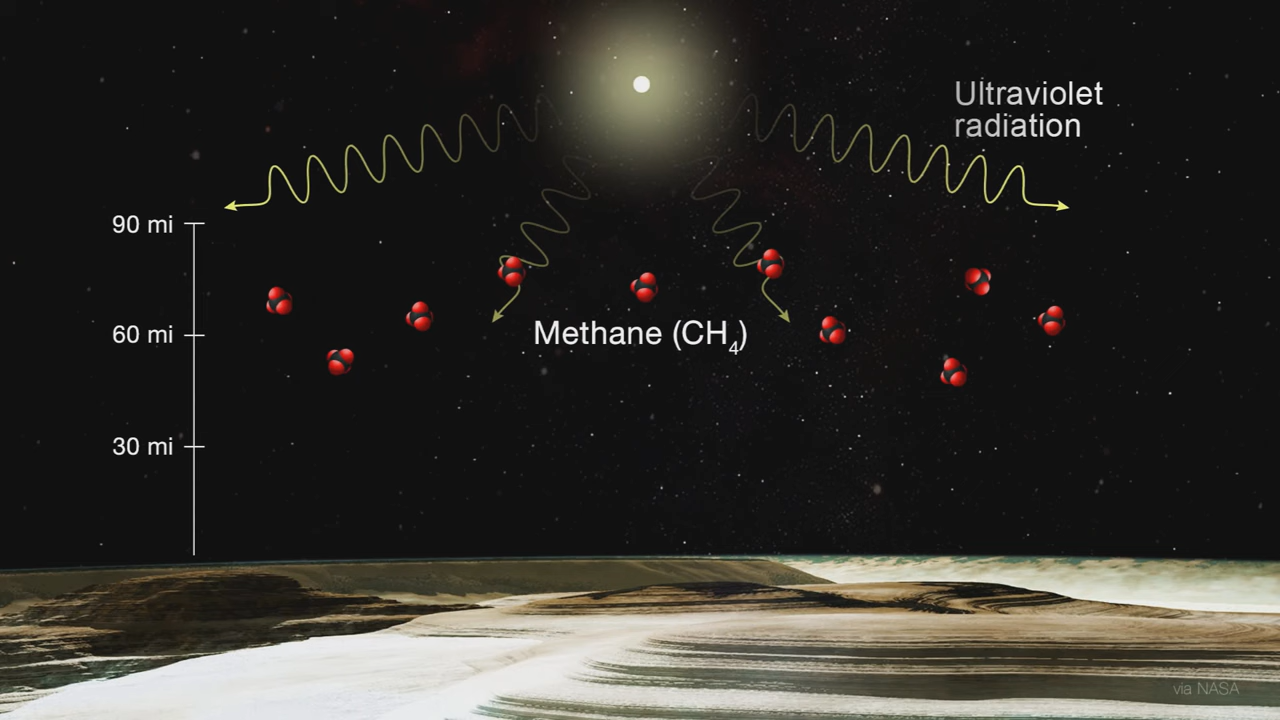 Ultraviolet
radiation
90 mi
60 mi
Methane (CH₄)
30 mi
via NASA